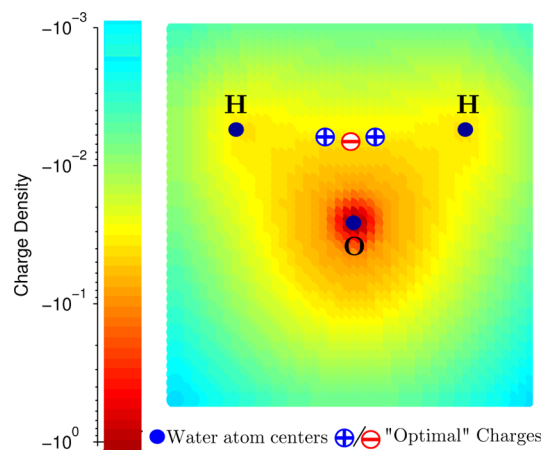 −10⁻³
H H
−10⁻²
Charge Density
O
−10⁻¹
−10⁰
Water atom centers ⊕/⊖ "Optimal" Charges